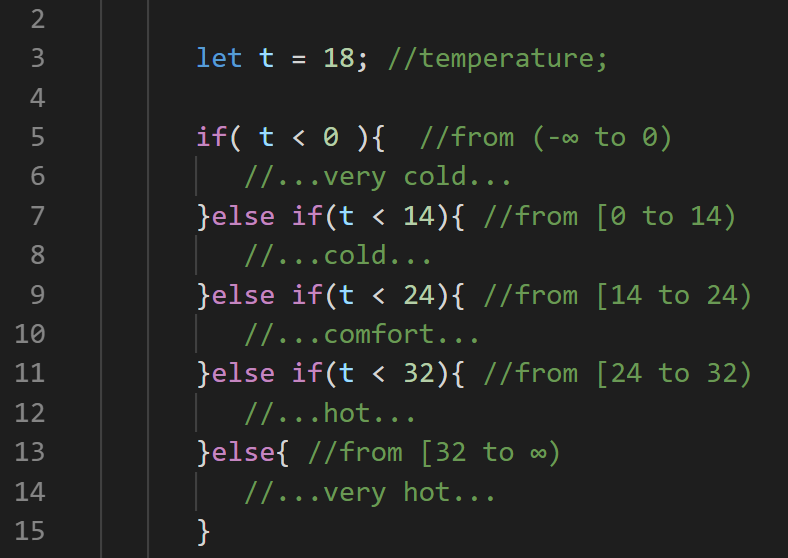 2
3 let t = 18; //temperature;
4
5 if( t < 0 ){  //from (-∞ to 0)
6 //...very cold...
7 }else if(t < 14){ //from [0 to 14)
8 //...cold...
9 }else if(t < 24){ //from [14 to 24)
10 //...comfort...
11 }else if(t < 32){ //from [24 to 32)
12 //...hot...
13 }else{ //from [32 to ∞)
14 //...very hot...
15 }